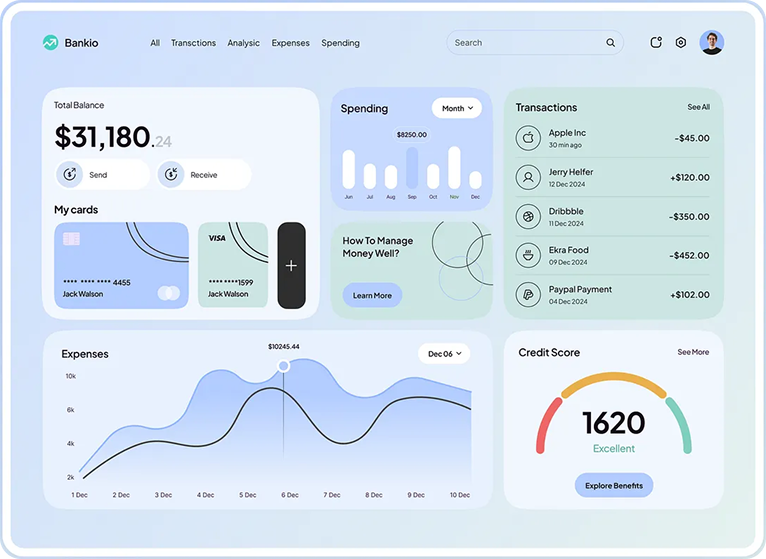 Bankio
All
Transctions
Analysic
Expenses
Spending
Search
Total Balance
$31,180.24
Send
Receive
My cards
**** **** **** 4455
Jack Walson
VISA
**** ****1599
Jack Walson
+
Spending
Month
$8250.00
Jun Jul Aug Sep Oct Nov Dec
How To Manage
Money Well?
Learn More
Transactions
See All
Apple Inc
30 min ago
-$45.00
Jerry Helfer
12 Dec 2024
+$120.00
Dribbble
11 Dec 2024
-$350.00
Ekra Food
09 Dec 2024
-$452.00
Paypal Payment
04 Dec 2024
+$102.00
Expenses
$10245.44
Dec 06
10k
6k
4k
2k
1 Dec 2 Dec 3 Dec 4 Dec 5 Dec 6 Dec 7 Dec 8 Dec 9 Dec 10 Dec
Credit Score
See More
1620
Excellent
Explore Benefits